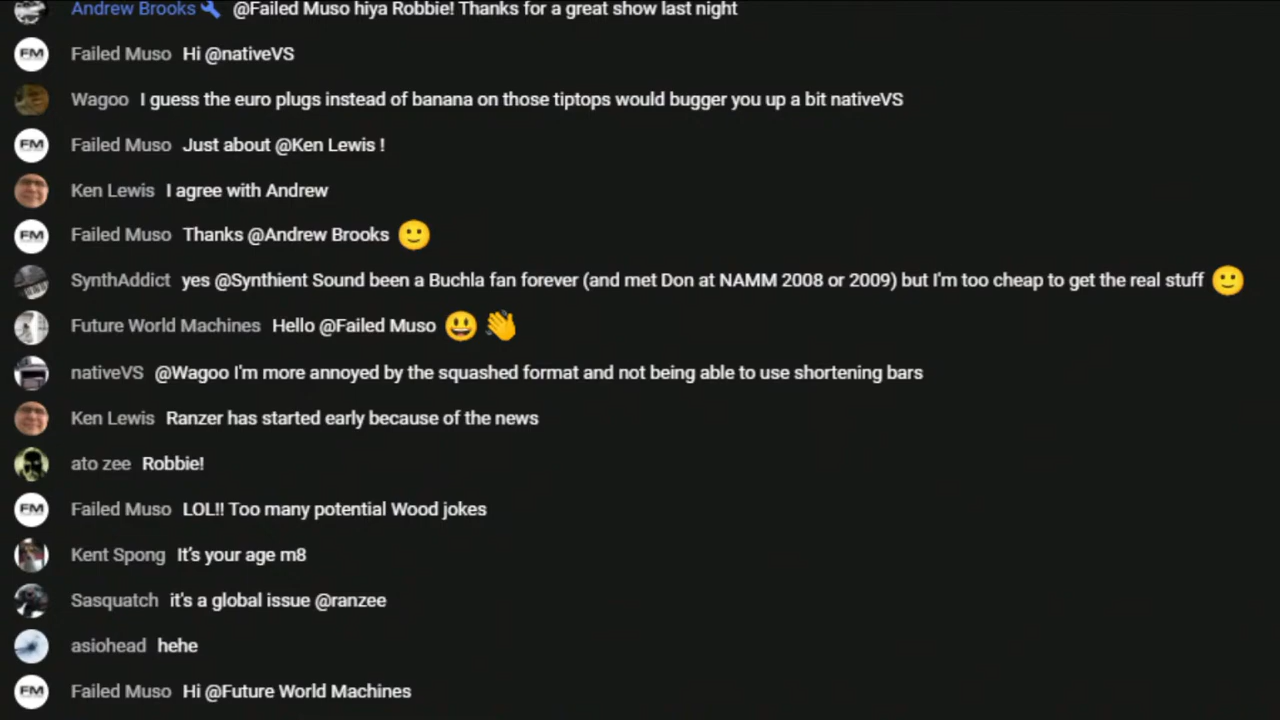 Andrew Brooks @Failed Muso hiya Robbie! Thanks for a great show last night
FM Failed Muso Hi @nativeVS
Wagoo I guess the euro plugs instead of banana on those tiptops would bugger you up a bit nativeVS
FM Failed Muso Just about @Ken Lewis !
Ken Lewis I agree with Andrew
FM Failed Muso Thanks @Andrew Brooks 🙂
SynthAddict yes @Synthient Sound been a Buchla fan forever (and met Don at NAMM 2008 or 2009) but I'm too cheap to get the real stuff 🙂
Future World Machines Hello @Failed Muso 😃 👋
nativeVS @Wagoo I'm more annoyed by the squashed format and not being able to use shortening bars
Ken Lewis Ranzer has started early because of the news
ato zee Robbie!
FM Failed Muso LOL!! Too many potential Wood jokes
Kent Spong It's your age m8
Sasquatch it's a global issue @ranzee
asiohead hehe
FM Failed Muso Hi @Future World Machines